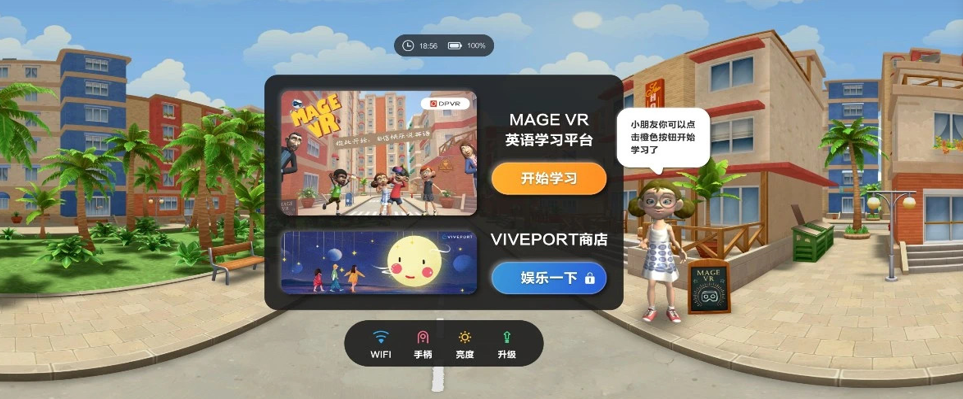 18:56 100%
MAGE
VR
DPVR
MAGE VR
英语学习平台
开始学习
小朋友你可以点
击橙色按钮开始
学习了
VIVEPORT
VIVEPORT商店
娱乐一下
MAGE
VR
WIFI 手柄 亮度 升级